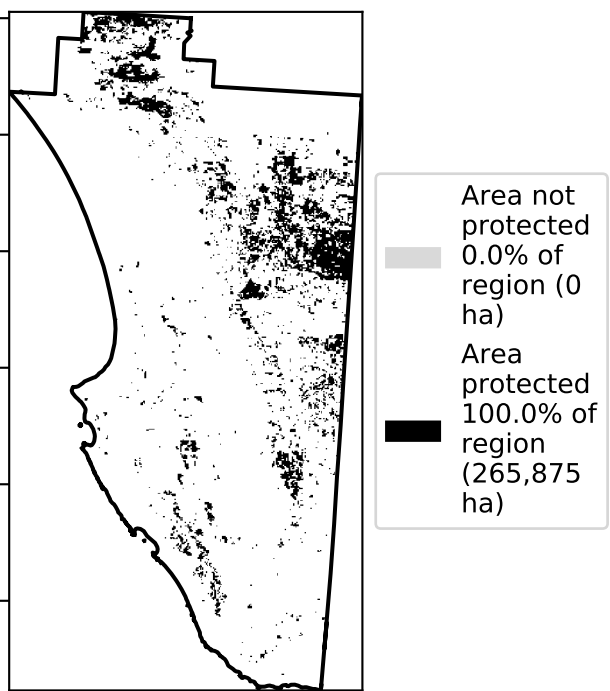 Area not
protected
0.0% of
region (0
ha)
Area
protected
100.0% of
region
(265,875
ha)